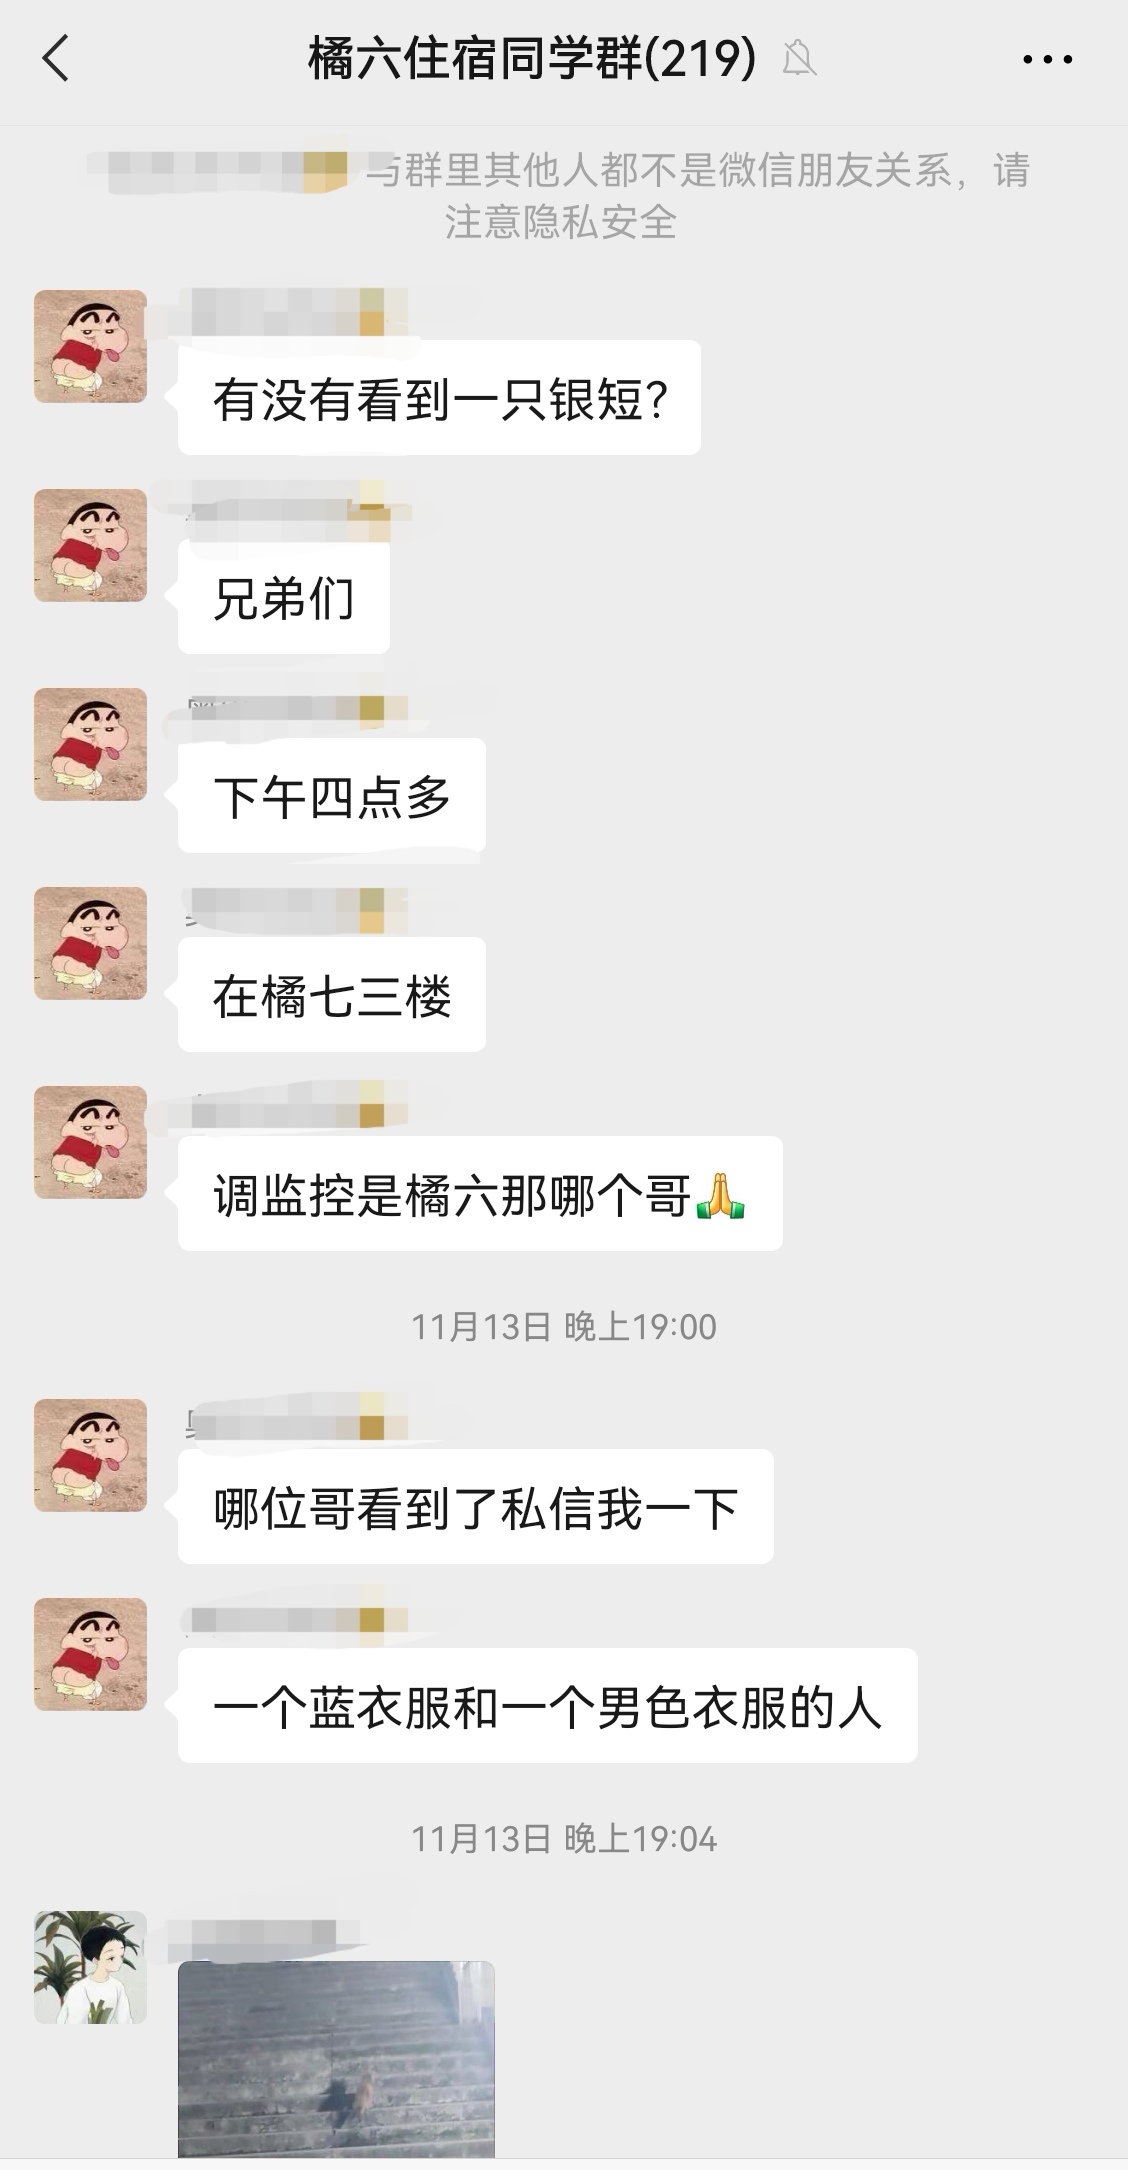 橘六住宿同学群(219)
与群里其他人都不是微信朋友关系，请
注意隐私安全
有没有看到一只银短？
兄弟们
下午四点多
在橘七三楼
调监控是橘六那哪个哥🙏
11月13日 晚上19:00
哪位哥看到了私信我一下
一个蓝衣服和一个男色衣服的人
11月13日 晚上19:04